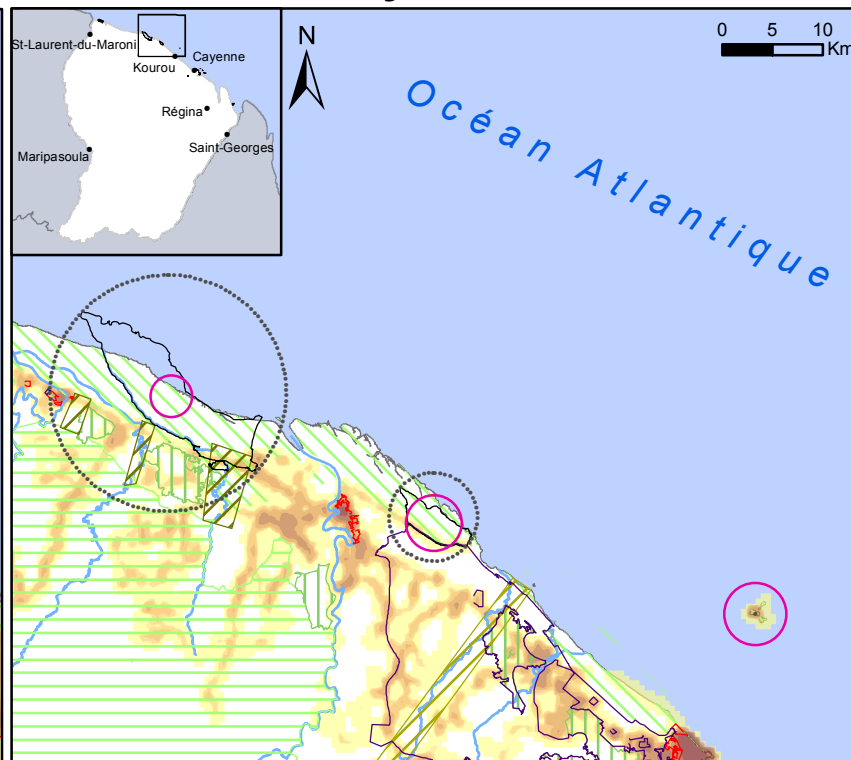 St-Laurent-du-Maroni
Cayenne
Kourou
Régina
Saint-Georges
Maripasoula
N
0 5 10
Km
Océan Atlantique